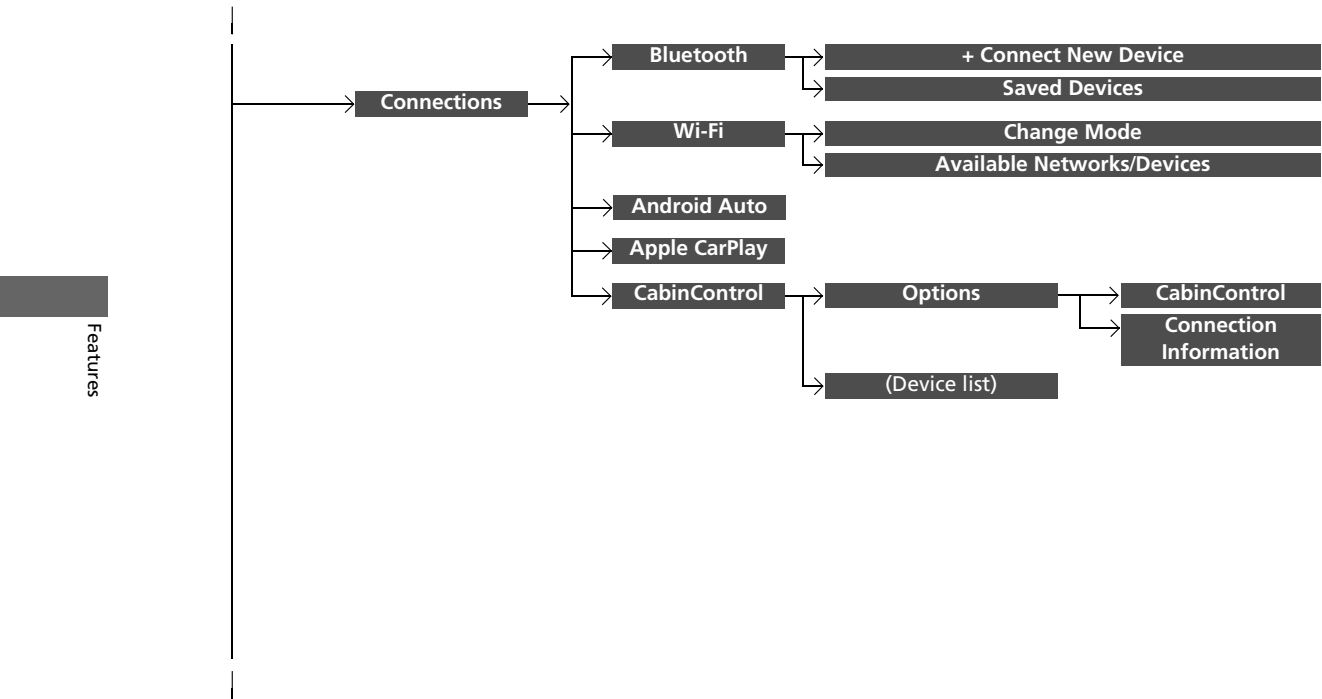 Bluetooth
+ Connect New Device
Saved Devices
Connections
Wi-Fi
Change Mode
Available Networks/Devices
Android Auto
Apple CarPlay
CabinControl
Options
CabinControl
Connection
Information
(Device list)
Features